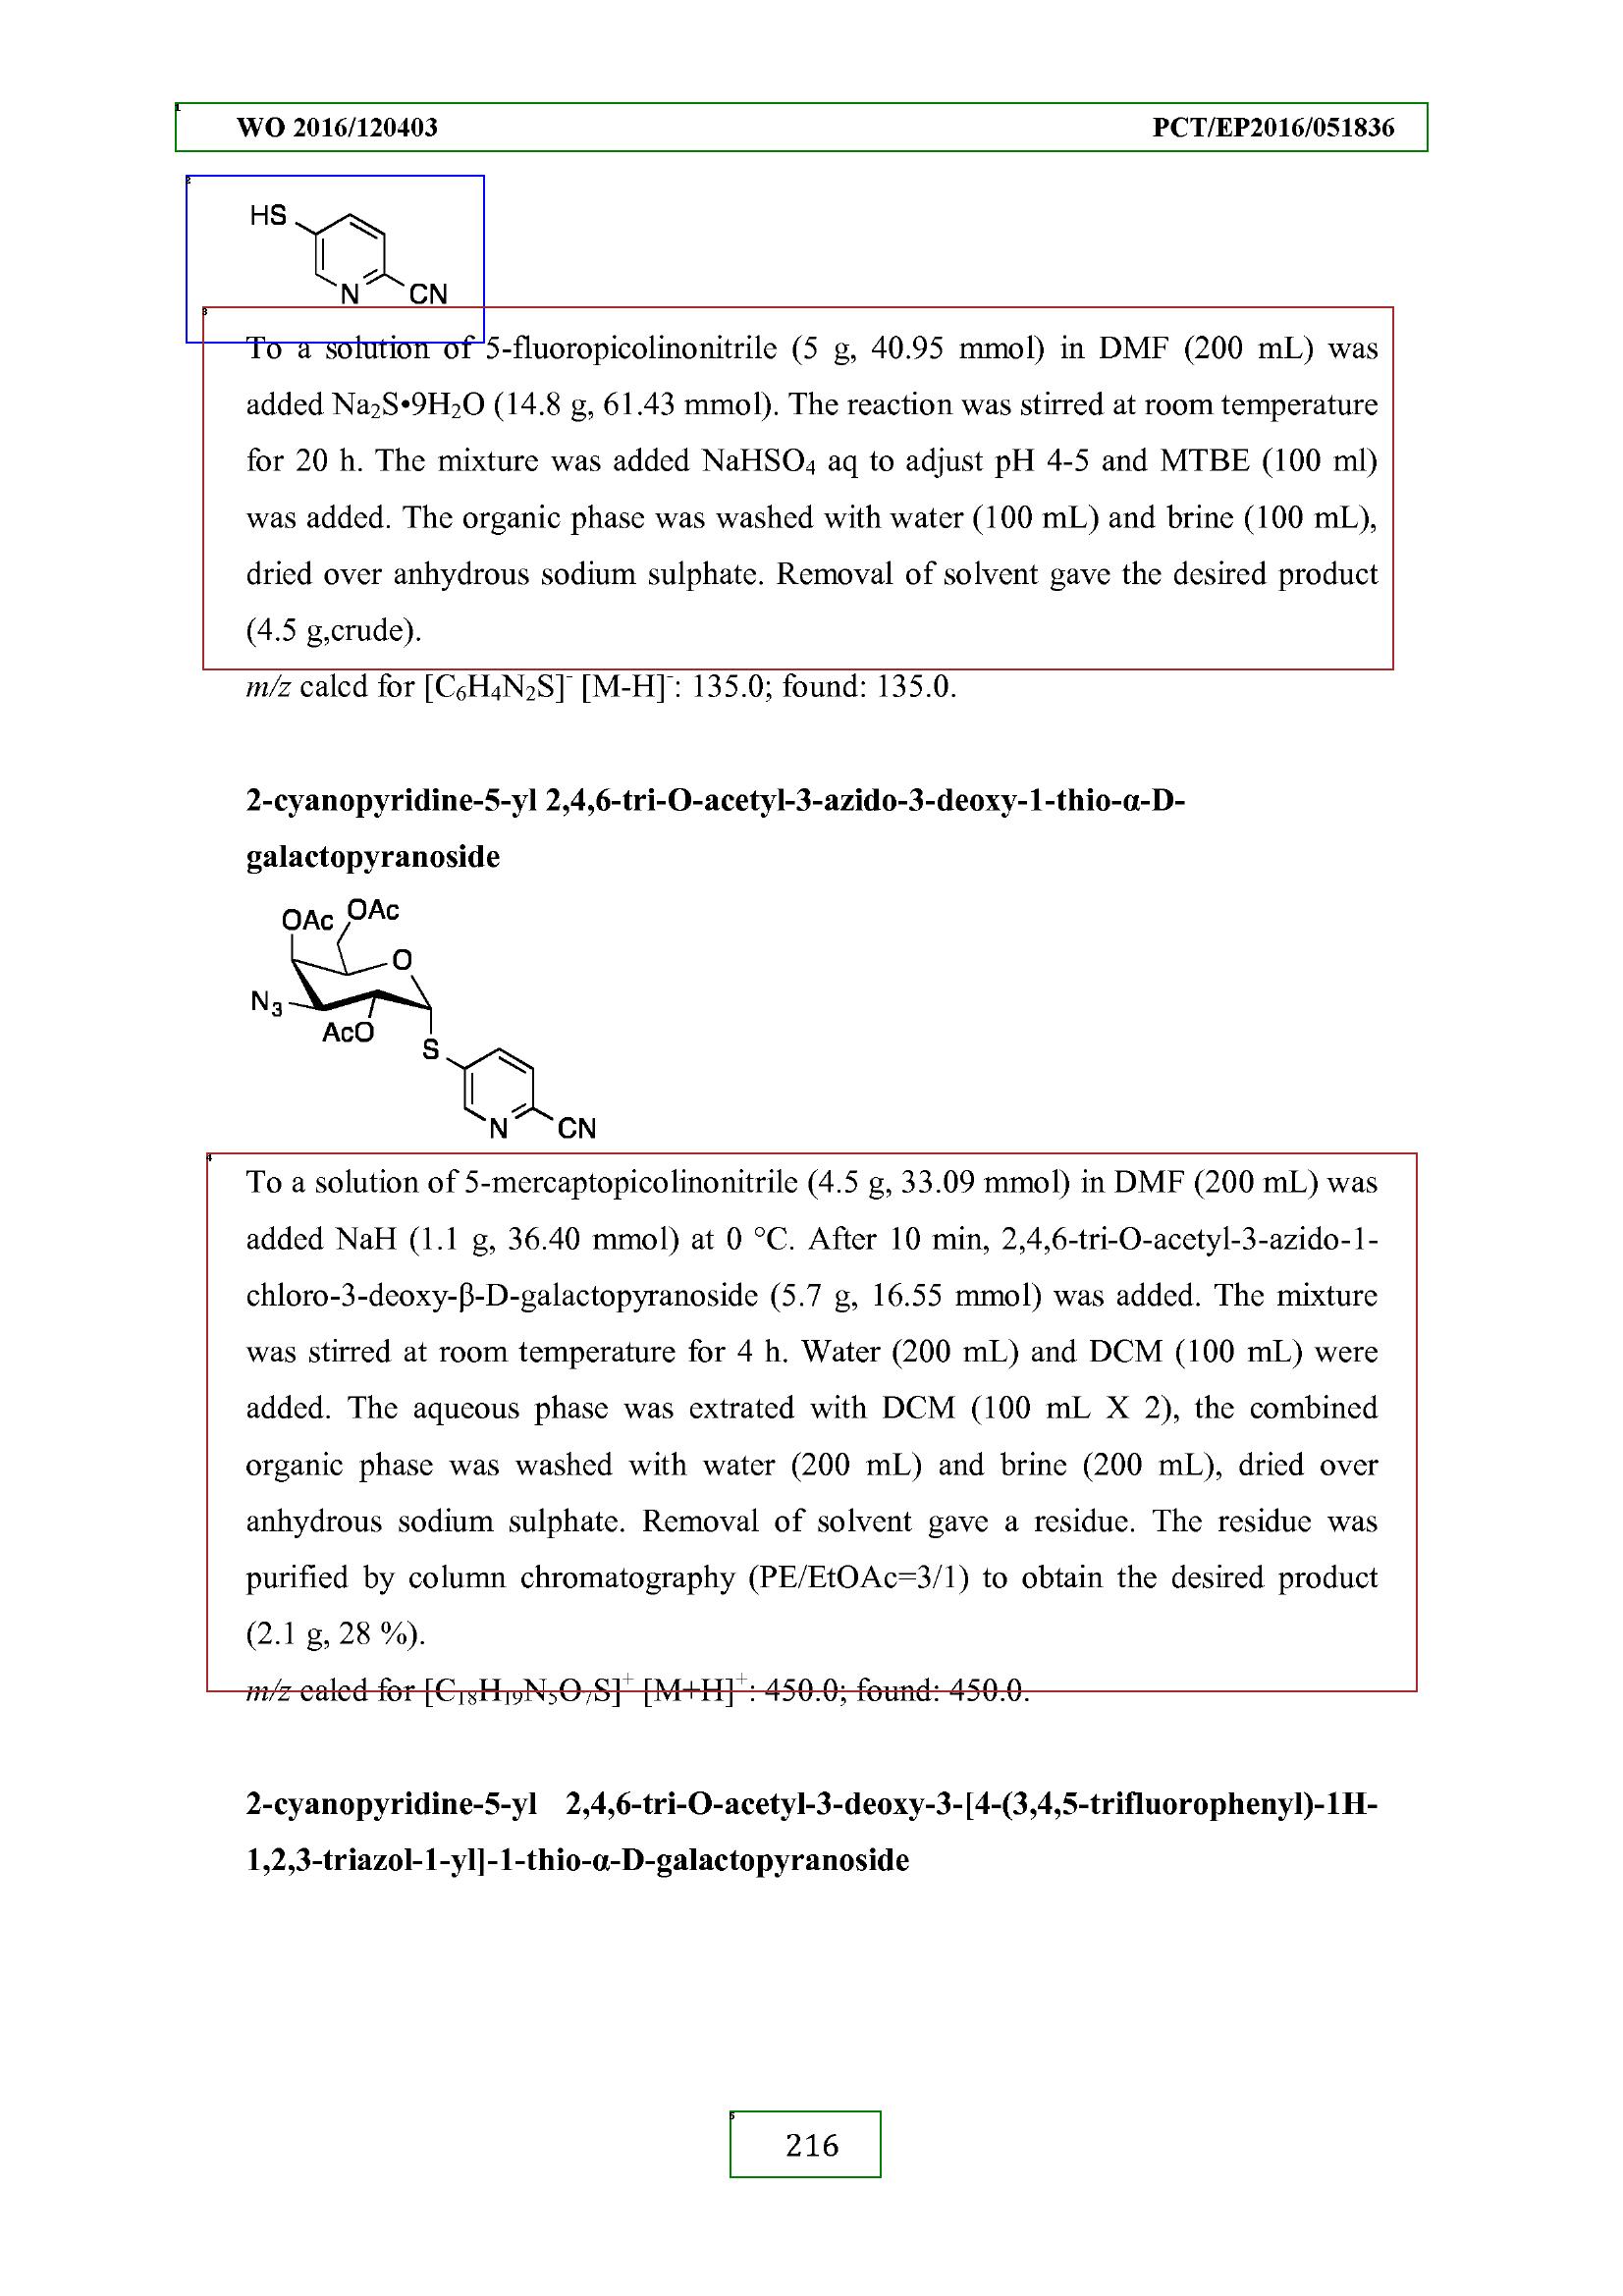 WO 2016/120403 PCT/EP2016/051836
HS
N CN
To a solution of 5-fluoropicolinonitrile (5 g, 40.95 mmol) in DMF (200 mL) was
added Na₂S•9H₂O (14.8 g, 61.43 mmol). The reaction was stirred at room temperature
for 20 h. The mixture was added NaHSO₄ aq to adjust pH 4-5 and MTBE (100 ml)
was added. The organic phase was washed with water (100 mL) and brine (100 mL),
dried over anhydrous sodium sulphate. Removal of solvent gave the desired product
(4.5 g,crude).
m/z calcd for [C₆H₄N₂S]⁻ [M-H]⁻: 135.0; found: 135.0.
2-cyanopyridine-5-yl 2,4,6-tri-O-acetyl-3-azido-3-deoxy-1-thio-α-D-
galactopyranoside
OAc OAc
O
N₃
AcO
S
N CN
To a solution of 5-mercaptopicolinonitrile (4.5 g, 33.09 mmol) in DMF (200 mL) was
added NaH (1.1 g, 36.40 mmol) at 0 °C. After 10 min, 2,4,6-tri-O-acetyl-3-azido-1-
chloro-3-deoxy-β-D-galactopyranoside (5.7 g, 16.55 mmol) was added. The mixture
was stirred at room temperature for 4 h. Water (200 mL) and DCM (100 mL) were
added. The aqueous phase was extrated with DCM (100 mL X 2), the combined
organic phase was washed with water (200 mL) and brine (200 mL), dried over
anhydrous sodium sulphate. Removal of solvent gave a residue. The residue was
purified by column chromatography (PE/EtOAc=3/1) to obtain the desired product
(2.1 g, 28 %).
m/z calcd for [C₁₈H₁₉N₅O₇S]⁺ [M+H]⁺: 450.0; found: 450.0.
2-cyanopyridine-5-yl 2,4,6-tri-O-acetyl-3-deoxy-3-[4-(3,4,5-trifluorophenyl)-1H-
1,2,3-triazol-1-yl]-1-thio-α-D-galactopyranoside
216